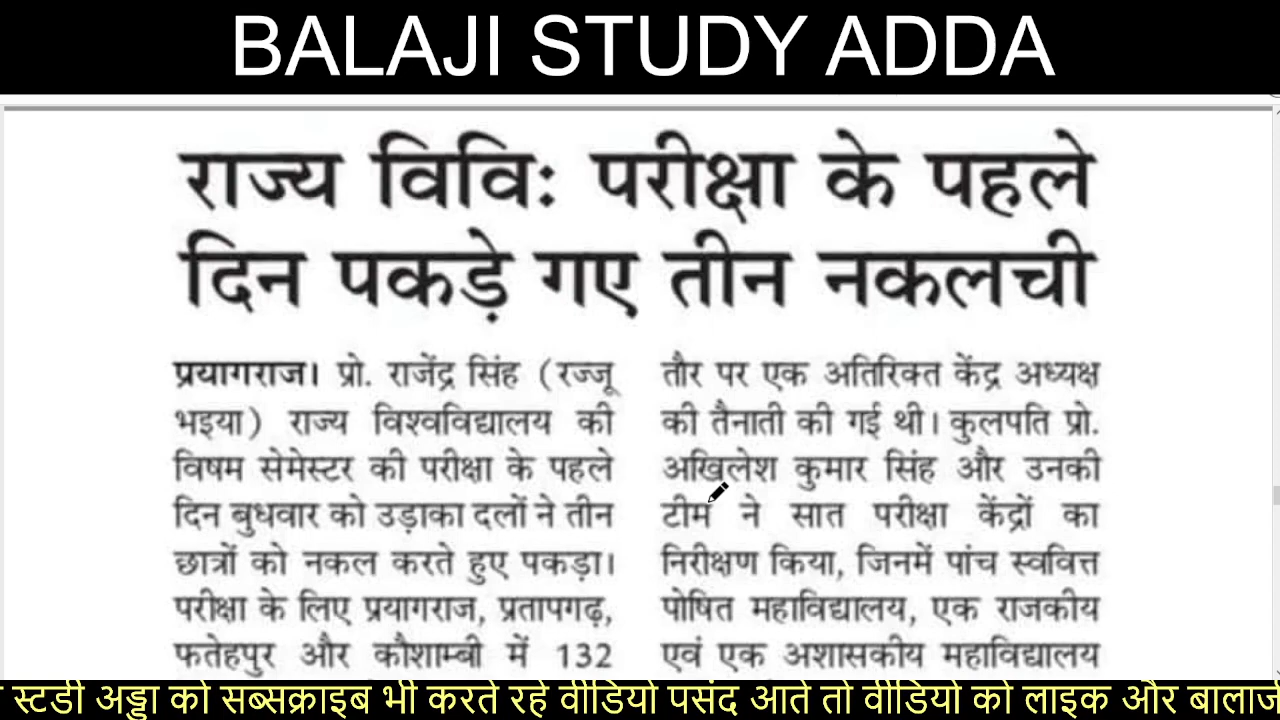 BALAJI STUDY ADDA
राज्य विवि: परीक्षा के पहले
दिन पकड़े गए तीन नकलची
प्रयागराज। प्रो. राजेंद्र सिंह (रज्जू
भइया) राज्य विश्वविद्यालय की
विषम सेमेस्टर की परीक्षा के पहले
दिन बुधवार को उड़ाका दलों ने तीन
छात्रों को नकल करते हुए पकड़ा।
परीक्षा के लिए प्रयागराज, प्रतापगढ़,
फतेहपुर और कौशाम्बी में 132
तौर पर एक अतिरिक्त केंद्र अध्यक्ष
की तैनाती की गई थी। कुलपति प्रो.
अखिलेश कुमार सिंह और उनकी
टीम ने सात परीक्षा केंद्रों का
निरीक्षण किया, जिनमें पांच स्ववित्त
पोषित महाविद्यालय, एक राजकीय
एवं एक अशासकीय महाविद्यालय
स्टडी अड्डा को सब्सक्राइब भी करते रहे वीडियो पसंद आते तो वीडियो को लाइक और बालाजी